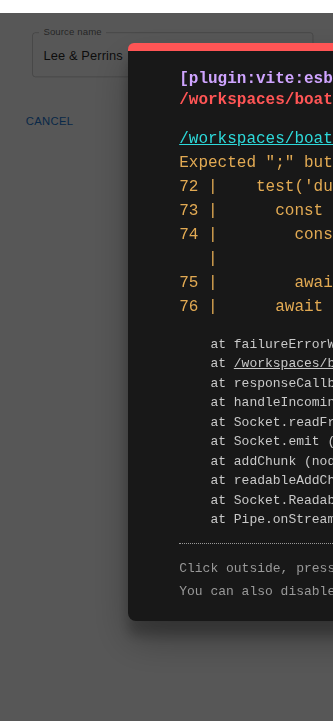 Source name
Lee & Perrins
CANCEL
[plugin:vite:esb
/workspaces/boat
/workspaces/boat
Expected ";" but
72 | test('du
73 | const
74 | cons
|
75 | awai
76 | await
at failureErrorW
at /workspaces/b
at responseCallb
at handleIncomin
at Socket.readFr
at Socket.emit (
at addChunk (nod
at readableAddCh
at Socket.Readab
at Pipe.onStream
Click outside, press
You can also disable